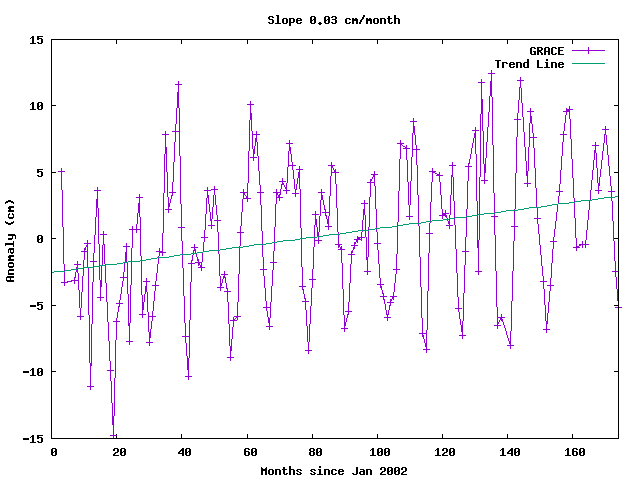 Slope 0.03 cm/month
GRACE
Trend Line
15
10
5
0
-5
-10
-15
Anomaly (cm)
0 20 40 60 80 100 120 140 160
Months since Jan 2002